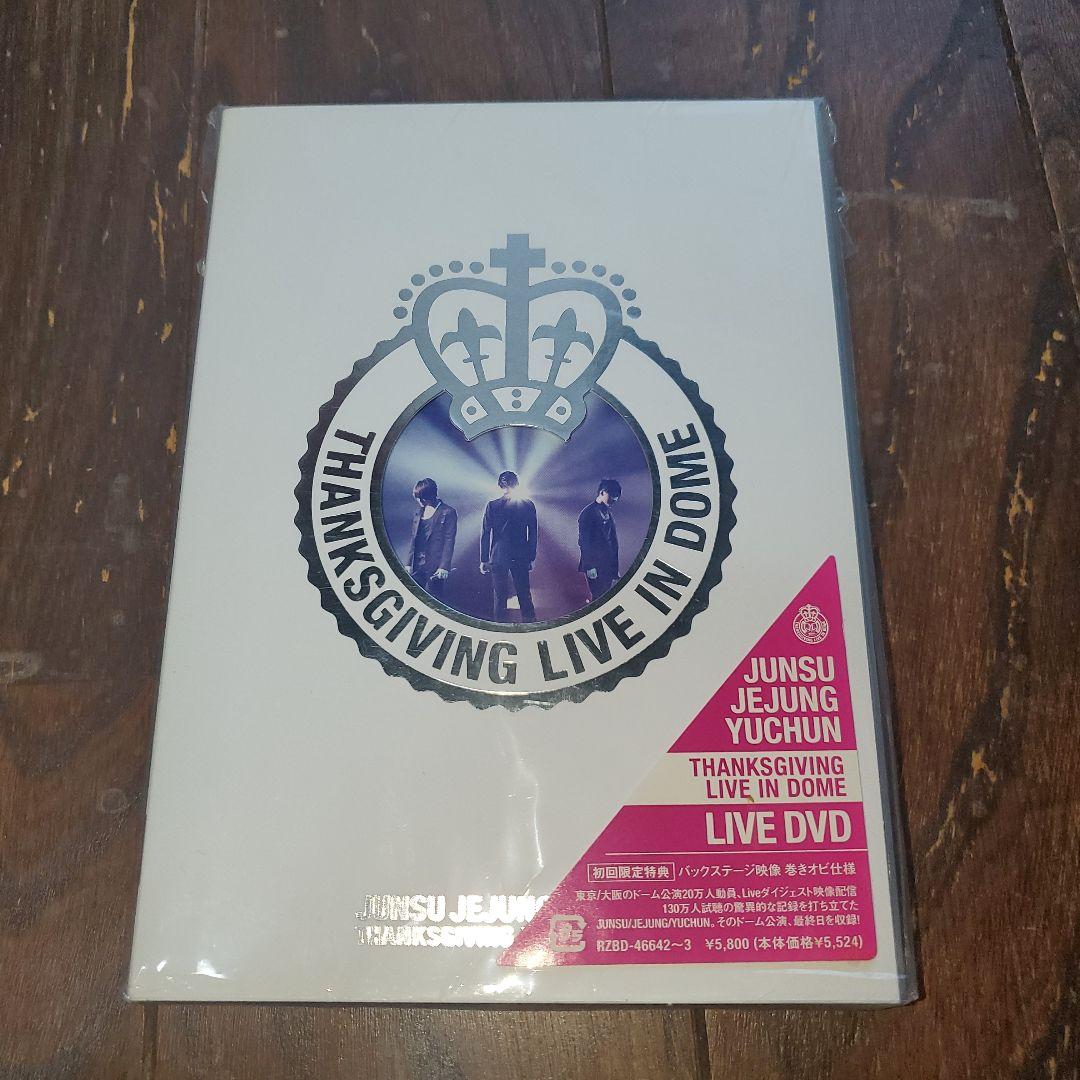 THANKSGIVING LIVE IN DOME
JUNSU
JEJUNG
YUCHUN
THANKSGIVING
LIVE IN DOME
LIVE DVD
初回限定特典 バックステージ映像 巻きオビ仕様
東京/大阪のドーム公演20万人動員、Liveダイジェスト映像配信
130万人試聴の驚異的な記録を打ち立てた
JUNSU/JEJUNG/YUCHUN。そのドーム公演、最終日を収録!
RZBD-46642〜3 ¥5,800 (本体価格¥5,524)
JUNSU JEJUNG
THANKSGIVING